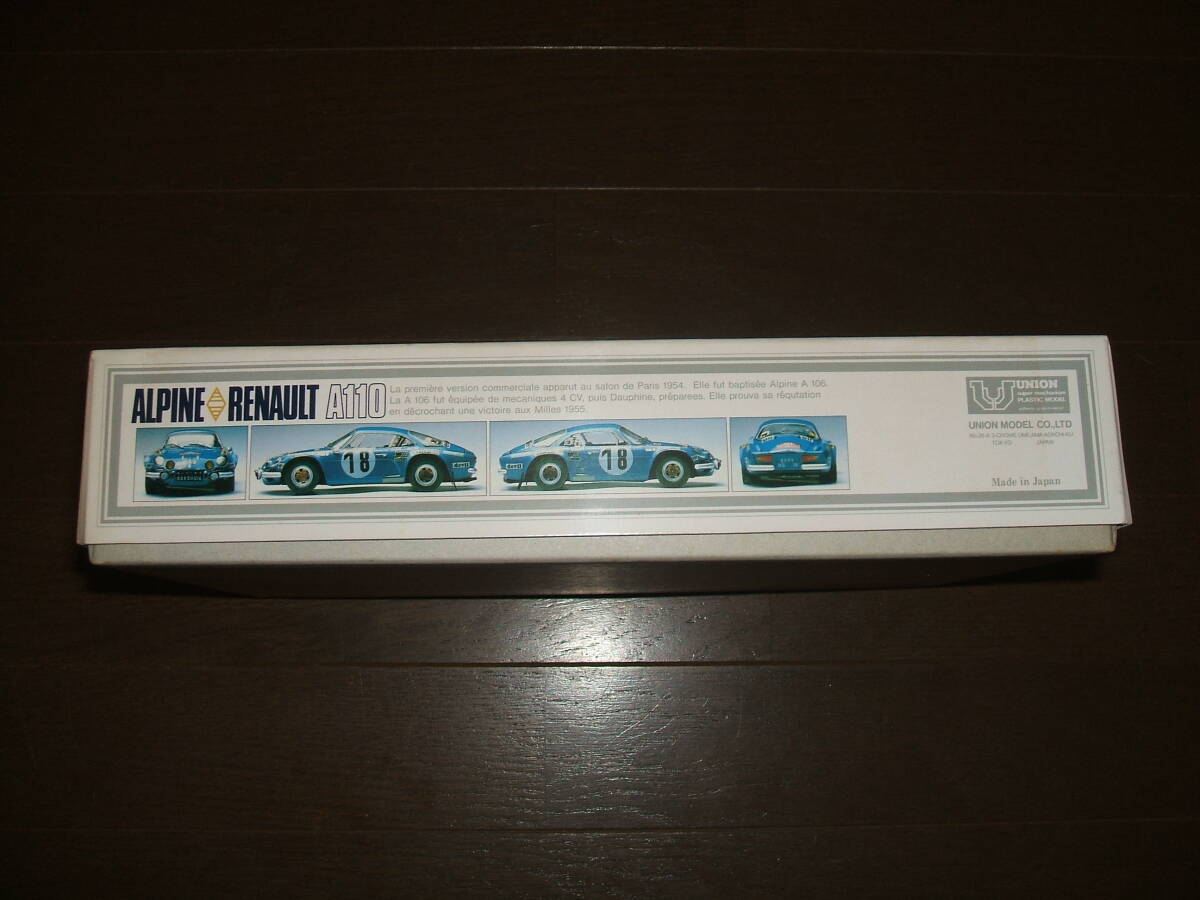 ALPINE RENAULT A110
La première version commerciale apparut au salon de Paris 1954. Elle fut baptisée Alpine A 106.
La A 106 fut équipée de mecaniques 4 CV, puis Dauphine, préparees. Elle prouva sa réqutation
en décrochant une victoire aux Milles 1955.
18
18
UNION
super mechanism
PLASTIC MODEL
UNION MODEL CO.,LTD
JAPAN
Made in Japan